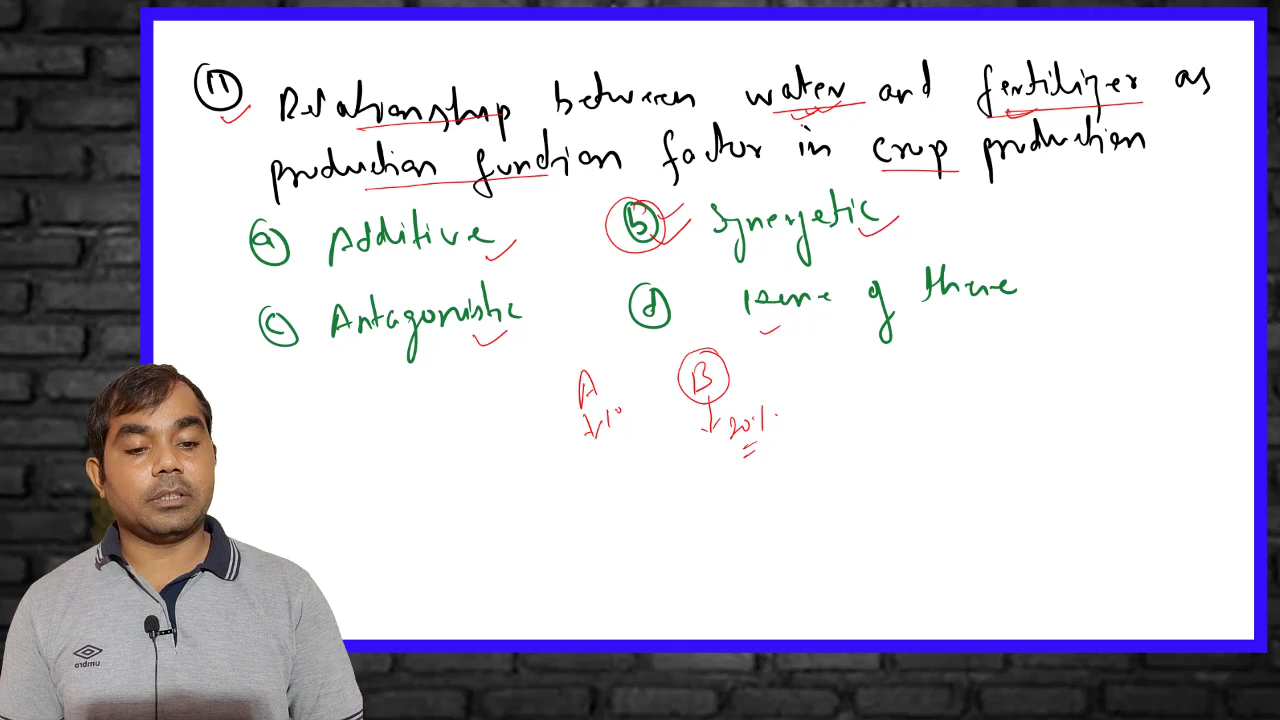 11 Relationship between water and fertilizer as
production function factor in crop production
a Additive b Synergetic
c Antagonistic d None of these
A B
10 20%
umbro